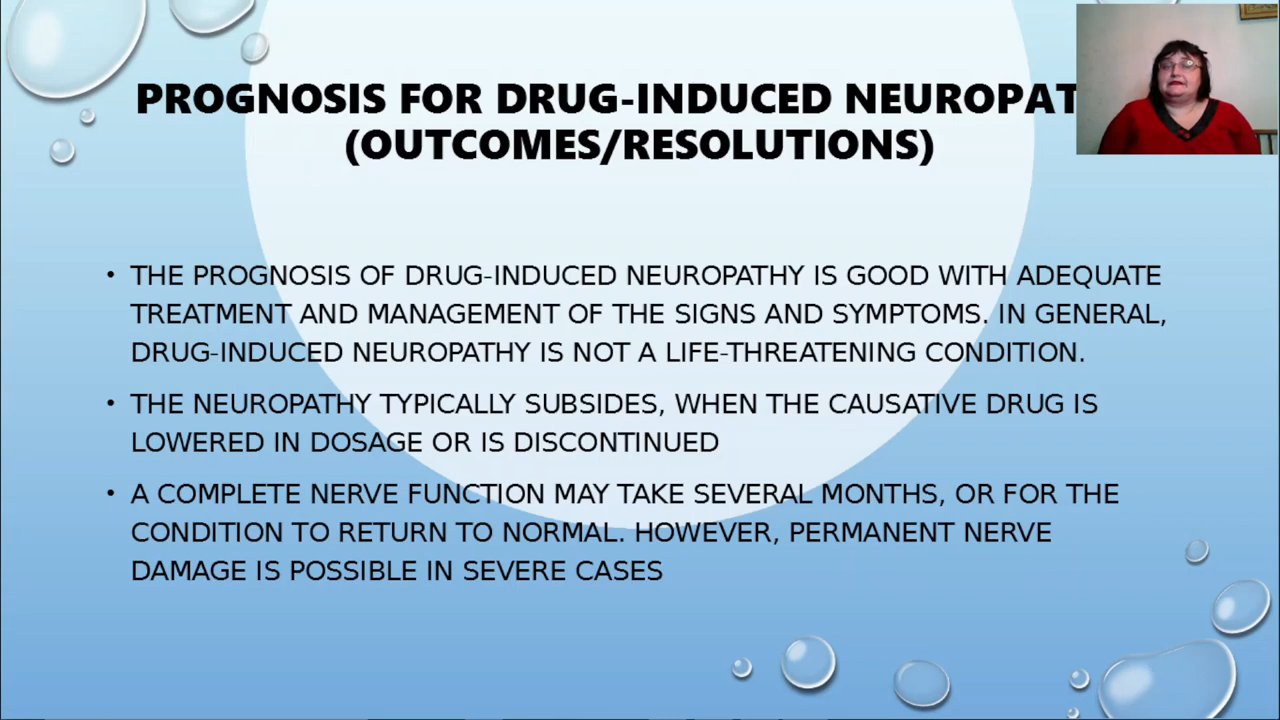 PROGNOSIS FOR DRUG-INDUCED NEUROPAT
(OUTCOMES/RESOLUTIONS)
• THE PROGNOSIS OF DRUG-INDUCED NEUROPATHY IS GOOD WITH ADEQUATE
TREATMENT AND MANAGEMENT OF THE SIGNS AND SYMPTOMS. IN GENERAL,
DRUG-INDUCED NEUROPATHY IS NOT A LIFE-THREATENING CONDITION.
• THE NEUROPATHY TYPICALLY SUBSIDES, WHEN THE CAUSATIVE DRUG IS
LOWERED IN DOSAGE OR IS DISCONTINUED
• A COMPLETE NERVE FUNCTION MAY TAKE SEVERAL MONTHS, OR FOR THE
CONDITION TO RETURN TO NORMAL. HOWEVER, PERMANENT NERVE
DAMAGE IS POSSIBLE IN SEVERE CASES